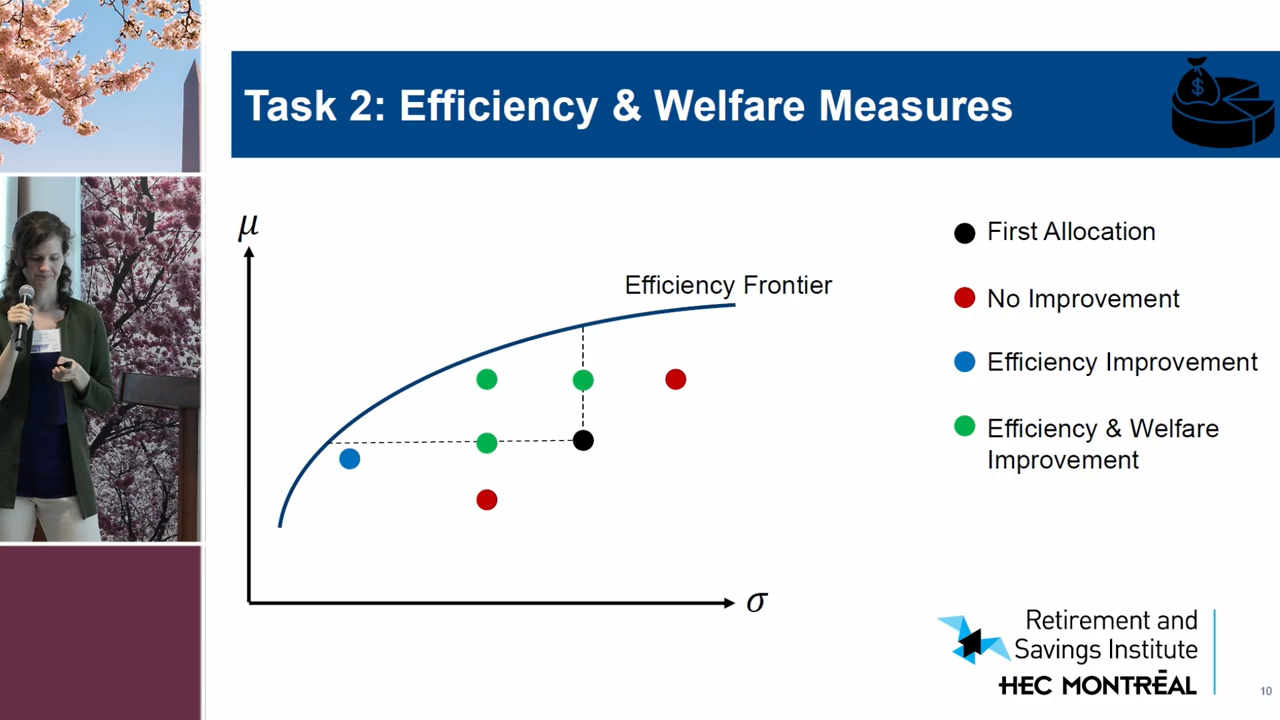 Task 2: Efficiency & Welfare Measures
$
μ
Efficiency Frontier
σ
First Allocation
No Improvement
Efficiency Improvement
Efficiency & Welfare
Improvement
Retirement and
Savings Institute
HEC MONTRĒAL
10